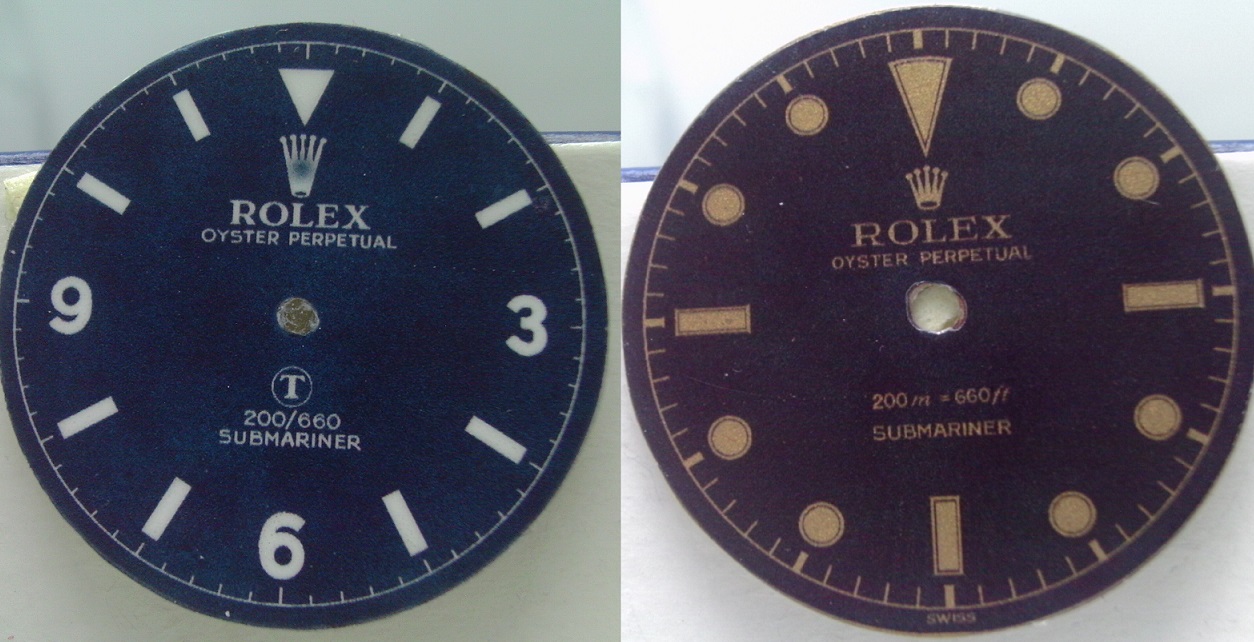 ROLEX
OYSTER PERPETUAL
9
3
T
200/660
SUBMARINER
6
ROLEX
OYSTER PERPETUAL
200m = 660ft
SUBMARINER
SWISS